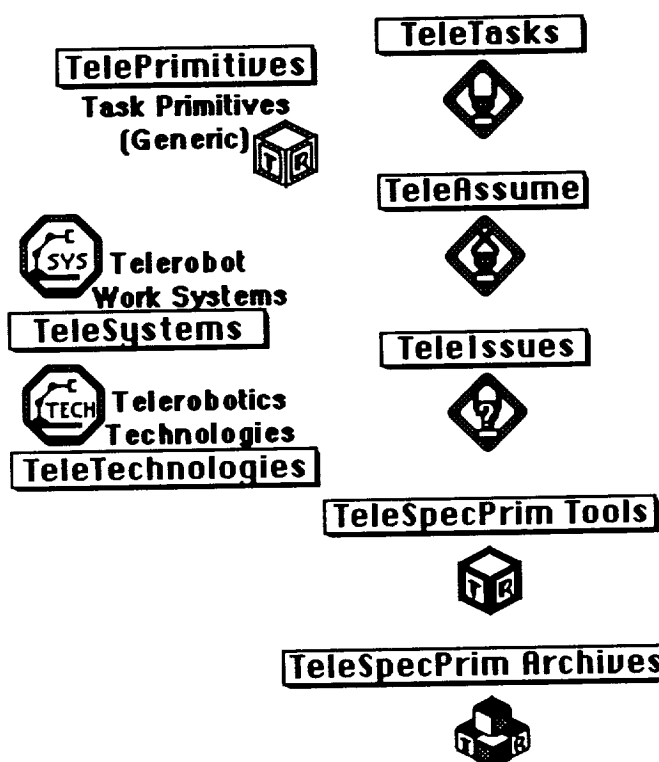 TeleTasks
TelePrimitives
Task Primitives
(Generic)
T R
TeleAssume
SYS
Telerobot
Work Systems
TeleSystems
TeleIssues
?
TECH
Telerobotics
Technologies
TeleTechnologies
TeleSpecPrim Tools
T R
TeleSpecPrim Archives
T R